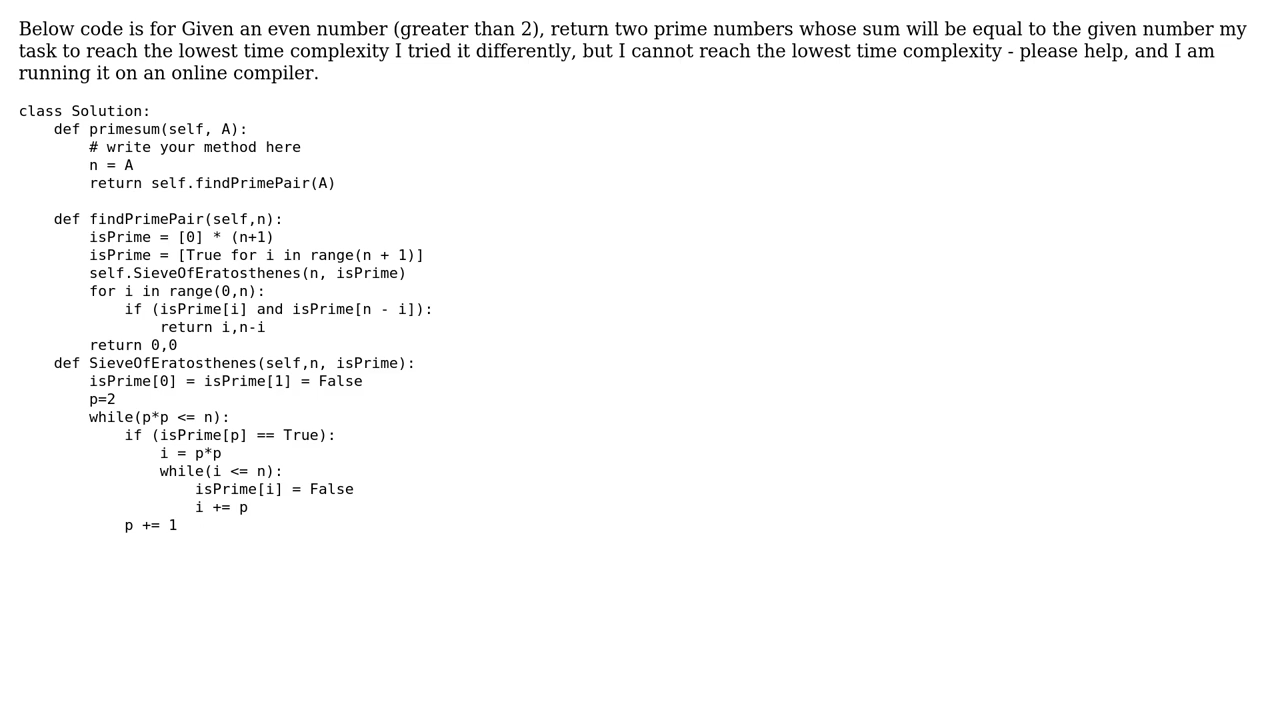 Below code is for Given an even number (greater than 2), return two prime numbers whose sum will be equal to the given number my
task to reach the lowest time complexity I tried it differently, but I cannot reach the lowest time complexity - please help, and I am
running it on an online compiler.
class Solution:
    def primesum(self, A):
        # write your method here
        n = A
        return self.findPrimePair(A)

    def findPrimePair(self,n):
        isPrime = [0] * (n+1)
        isPrime = [True for i in range(n + 1)]
        self.SieveOfEratosthenes(n, isPrime)
        for i in range(0,n):
            if (isPrime[i] and isPrime[n - i]):
                return i,n-i
        return 0,0
    def SieveOfEratosthenes(self,n, isPrime):
        isPrime[0] = isPrime[1] = False
        p=2
        while(p*p <= n):
            if (isPrime[p] == True):
                i = p*p
                while(i <= n):
                    isPrime[i] = False
                    i += p
            p += 1